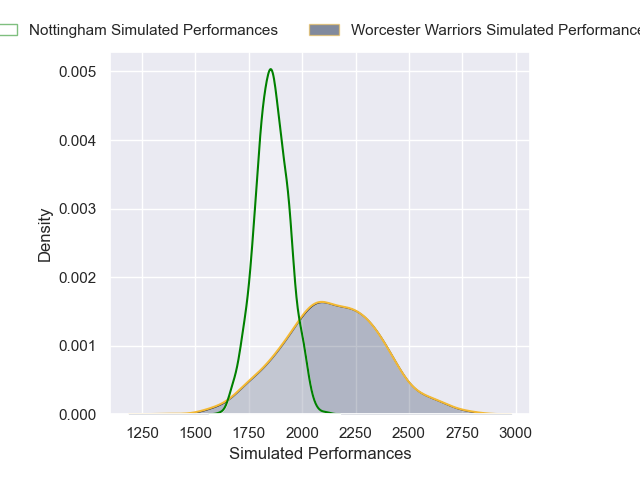 Nottingham Simulated Performances
Worcester Warriors Simulated Performance
0.005
0.004
0.003
0.002
0.001
0.000
Density
1250 1500 1750 2000 2250 2500 2750 3000
Simulated Performances